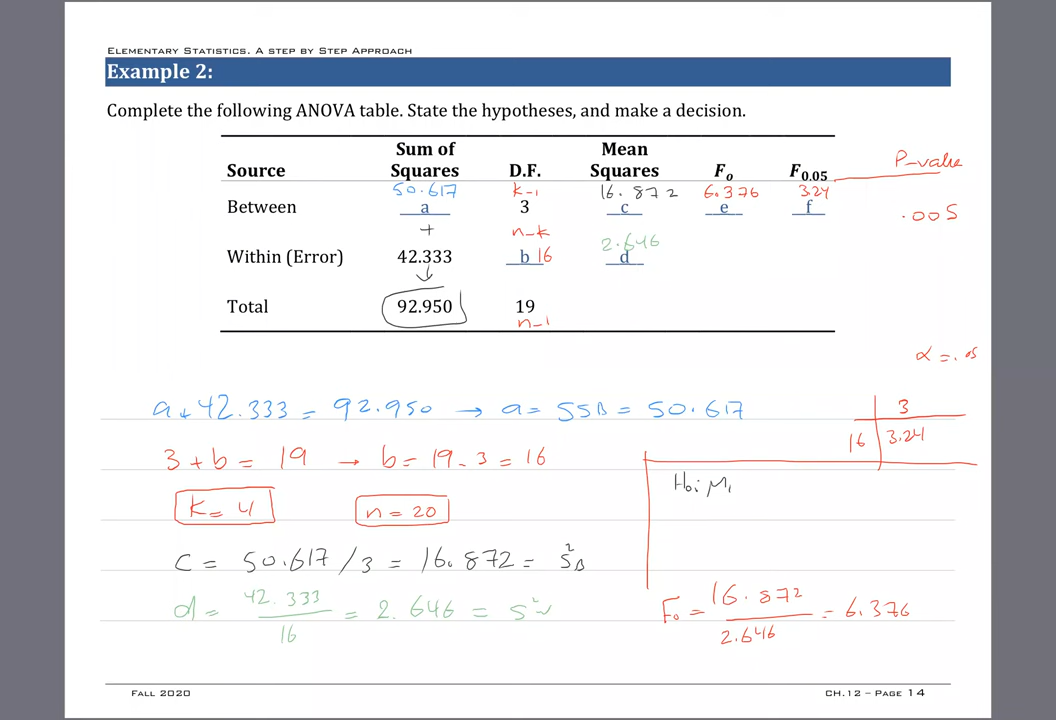 ELEMENTARY STATISTICS. A STEP BY STEP APPROACH
Example 2:
Complete the following ANOVA table. State the hypotheses, and make a decision.
Source Sum of Squares D.F. Mean Squares Fo F0.05 P-value
50.617 k-1 16.872 6.376 3.24
Between a 3 c e f .005
+ n-k 2.646
Within (Error) 42.333 b 16 d
↓
Total 92.950 19
n-1
α = .05
a + 42.333 = 92.950 → a = SSB = 50.617
3
16 3.24
3 + b = 19 → b = 19 - 3 = 16
H₀: μ₁
k = 4 n = 20
c = 50.617 / 3 = 16.872 = S²B
d = 42.333 / 16 = 2.646 = S²w
Fo = 16.872 / 2.646 = 6.376
FALL 2020 CH.12 – PAGE 14